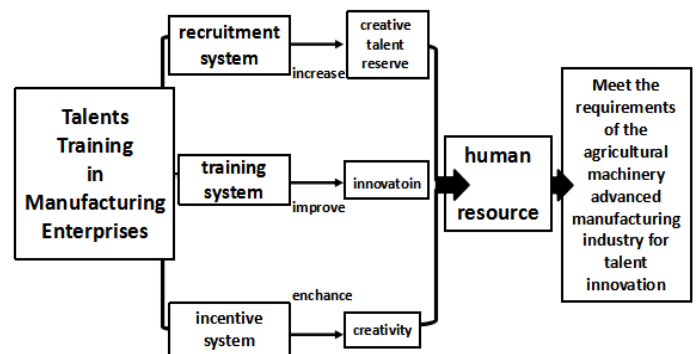 Talents
Training
in
Manufacturing
Enterprises
recruitment
system
increase
creative
talent
reserve
training
system
improve
innovatoin
incentive
system
enchance
creativity
human
resource
Meet the
requirements
of the
agricultural
machinery
advanced
manufacturing
industry for
talent
innovation